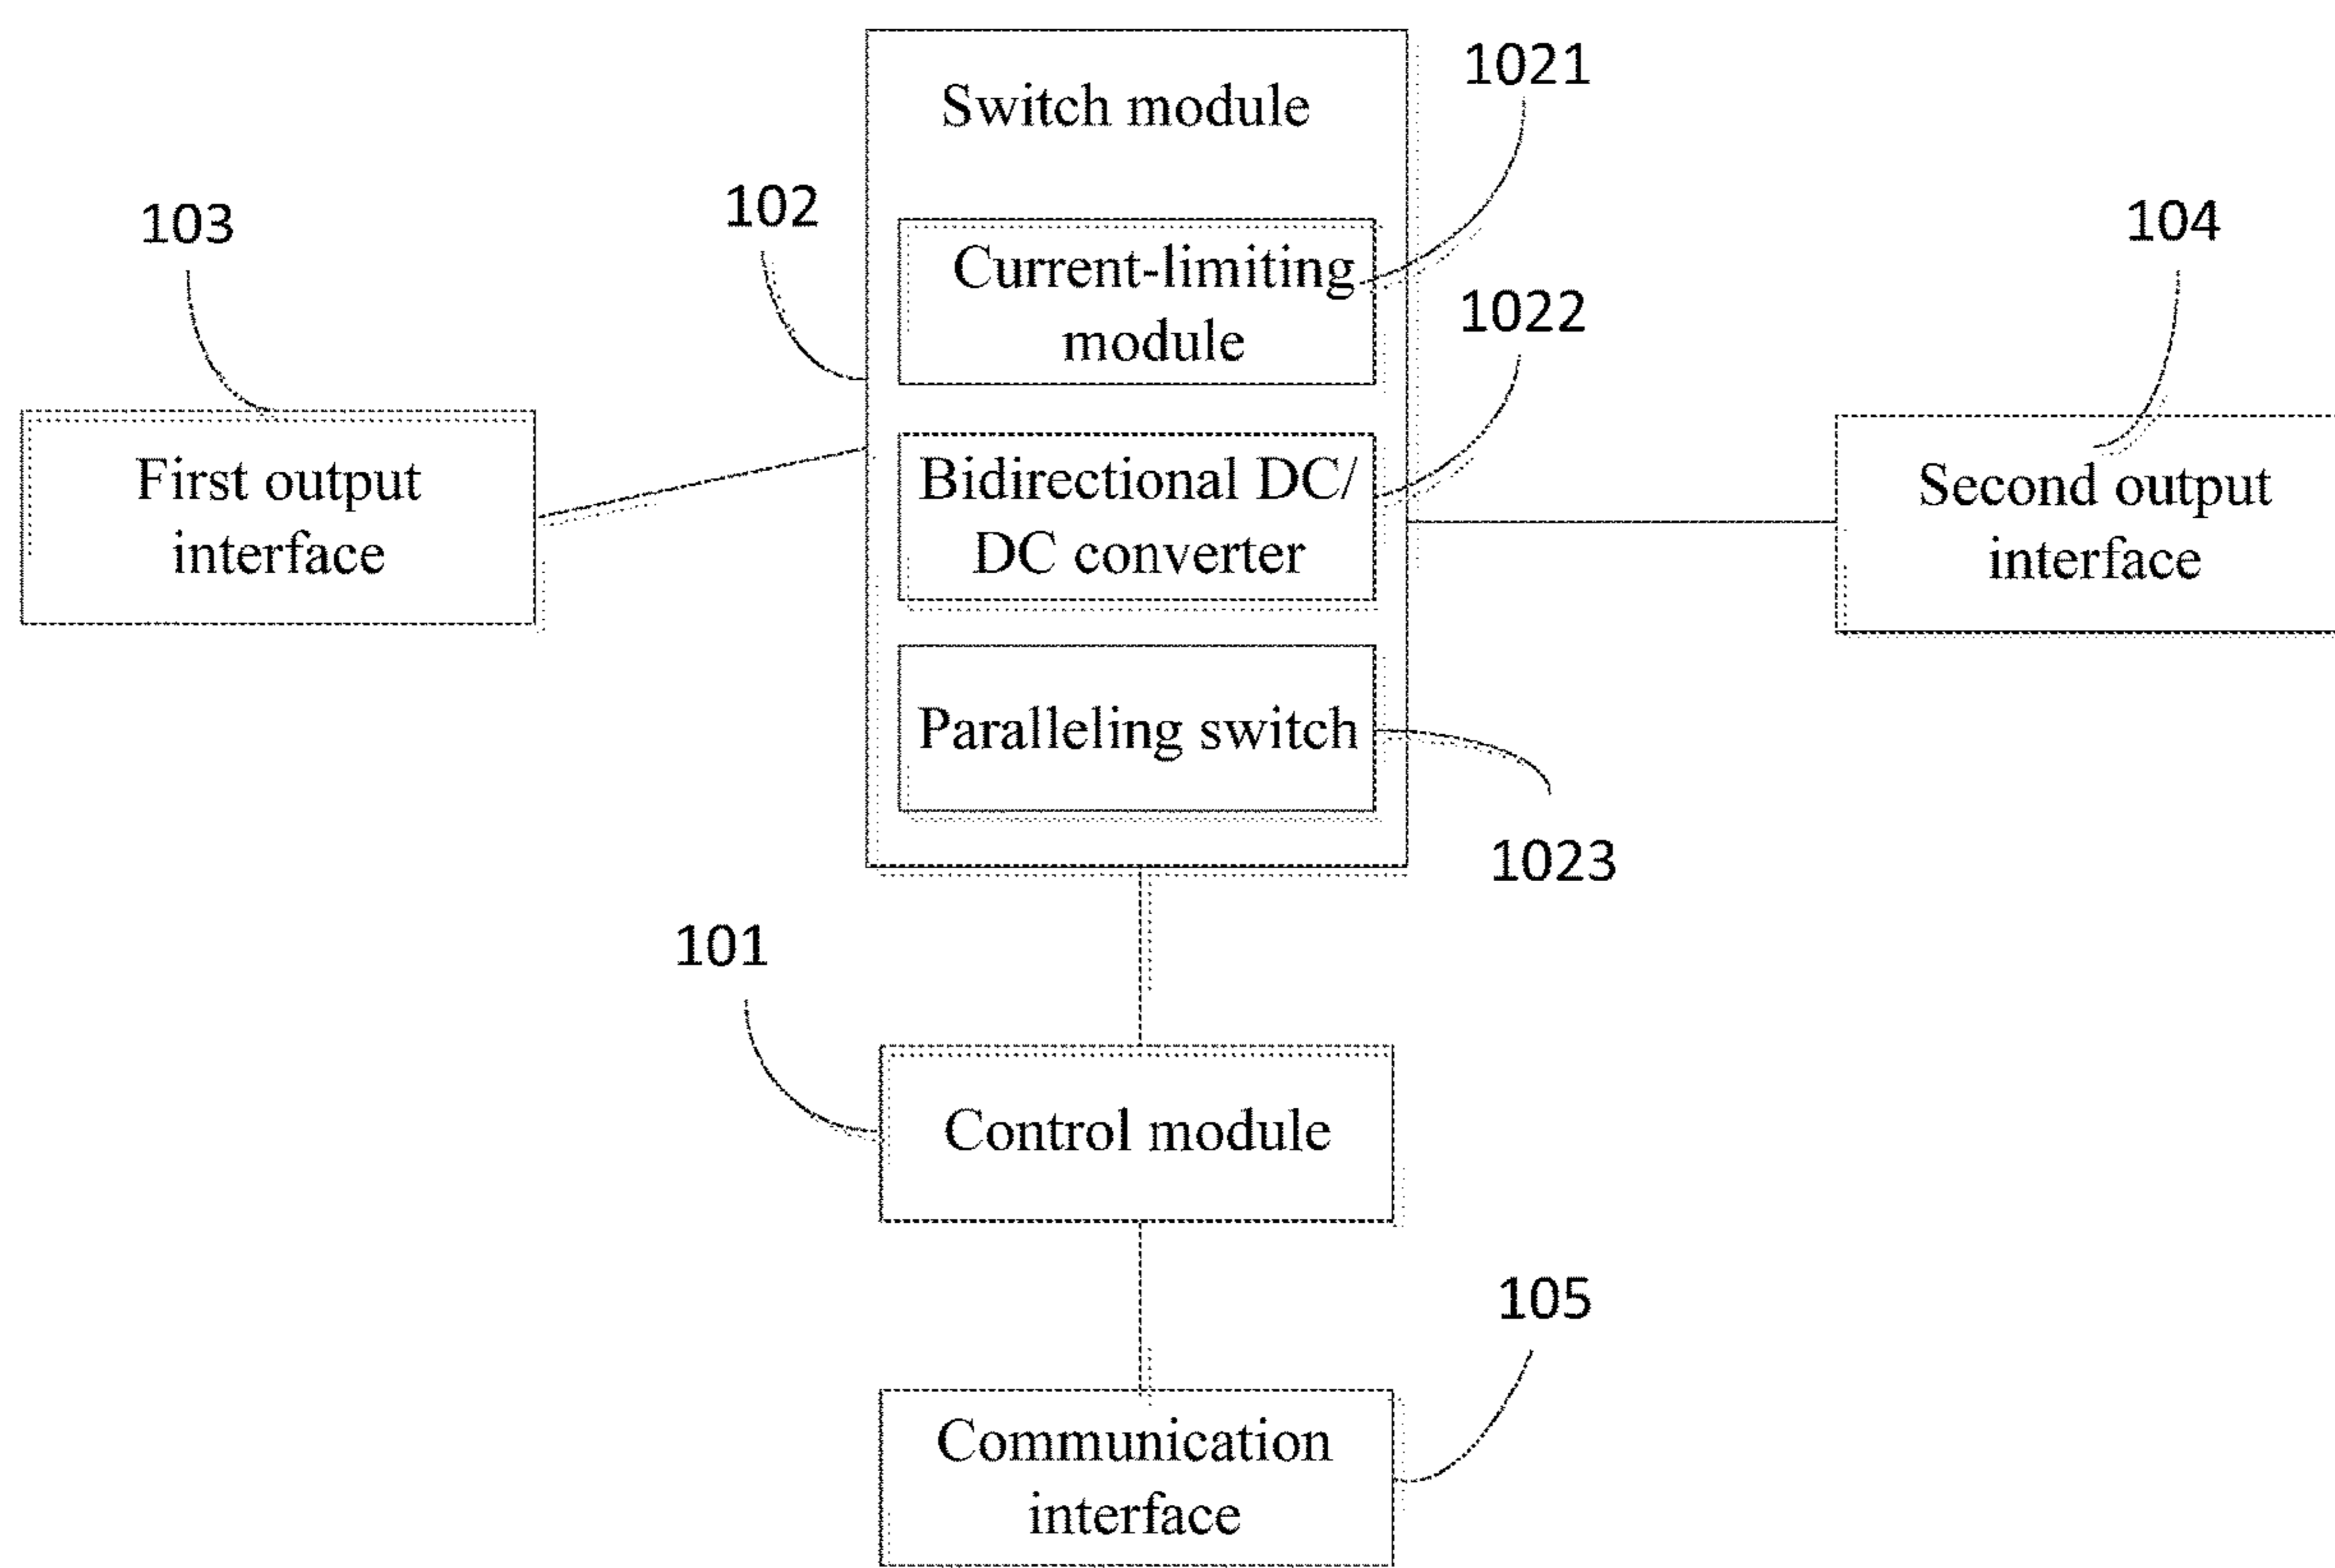 Switch module
1021
102
103
104
Current-limiting
module
1022
First output
interface
Bidirectional DC/
DC converter
Second output
interface
Paralleling switch
1023
101
Control module
105
Communication
interface